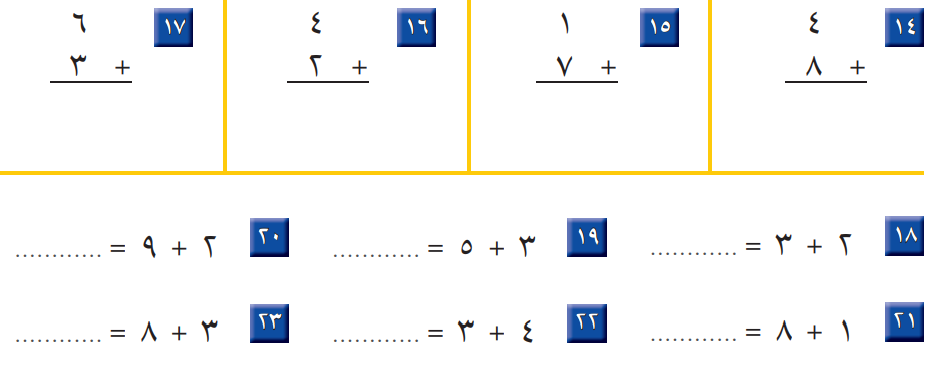 ١٤ ٤
+ ٨
١٥ ١
+ ٧
١٦ ٤
+ ٢
١٧ ٦
+ ٣
١٨ ٢ + ٣ = ............
١٩ ٣ + ٥ = ............
٢٠ ٢ + ٩ = ............
٢١ ١ + ٨ = ............
٢٢ ٤ + ٣ = ............
٢٣ ٣ + ٨ = ............